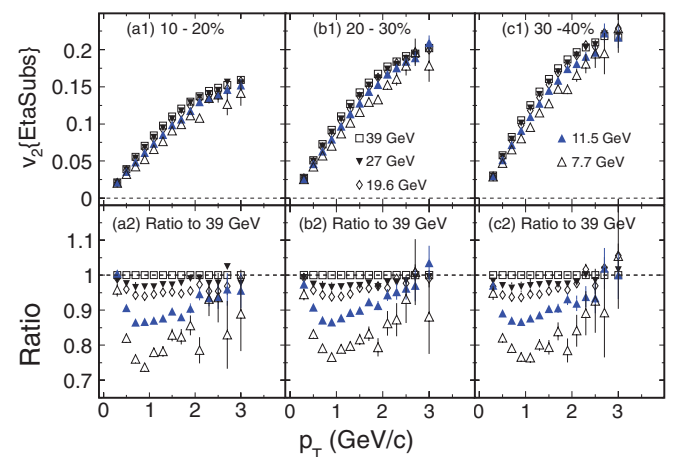 (a1) 10 - 20%
(b1) 20 - 30%
(c1) 30 -40%
v2{EtaSubs}
0.2
0.15
0.1
0.05
0
39 GeV
27 GeV
19.6 GeV
11.5 GeV
7.7 GeV
(a2) Ratio to 39 GeV
(b2) Ratio to 39 GeV
(c2) Ratio to 39 GeV
Ratio
1.1
1
0.9
0.8
0.7
0 1 2 3 0 1 2 3 0 1 2 3 4
pT (GeV/c)